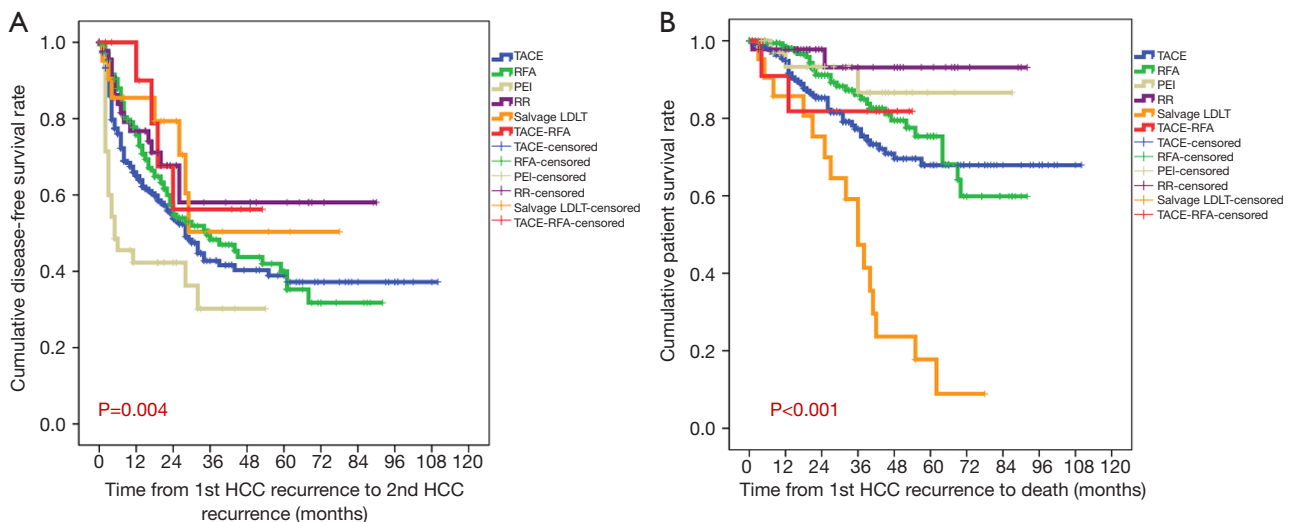 A
Cumulative disease-free survival rate
1.0
0.8
0.6
0.4
0.2
0.0
P=0.004
0 12 24 36 48 60 72 84 96 108 120
Time from 1st HCC recurrence to 2nd HCC
recurrence (months)
TACE
RFA
PEI
RR
Salvage LDLT
TACE-RFA
TACE-censored
RFA-censored
PEI-censored
RR-censored
Salvage LDLT-censored
TACE-RFA-censored
B
Cumulative patient survival rate
1.0
0.8
0.6
0.4
0.2
0.0
P<0.001
0 12 24 36 48 60 72 84 96 108 120
Time from 1st HCC recurrence to death (months)
TACE
RFA
PEI
RR
Salvage LDLT
TACE-RFA
TACE-censored
RFA-censored
PEI-censored
RR-censored
Salvage LDLT-censored
TACE-RFA-censored